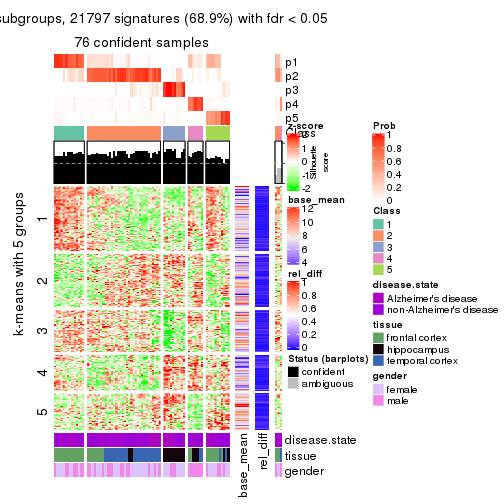 subgroups, 21797 signatures (68.9%) with fdr < 0.05
76 confident samples
p1
p2
p3
p4
p5
Class
Silhouette score
k-means with 5 groups
1
2
3
4
5
base_mean
rel_diff
disease.state
tissue
gender
z-score
2
1
0
-1
-2
base_mean
12
10
8
6
4
rel_diff
1
0.8
0.6
0.4
0.2
0
Status (barplots)
confident
ambiguous
Prob
1
0.8
0.6
0.4
0.2
0
Class
1
2
3
4
5
disease.state
Alzheimer's disease
non-Alzheimer's disease
tissue
frontal cortex
hippocampus
temporal cortex
gender
female
male